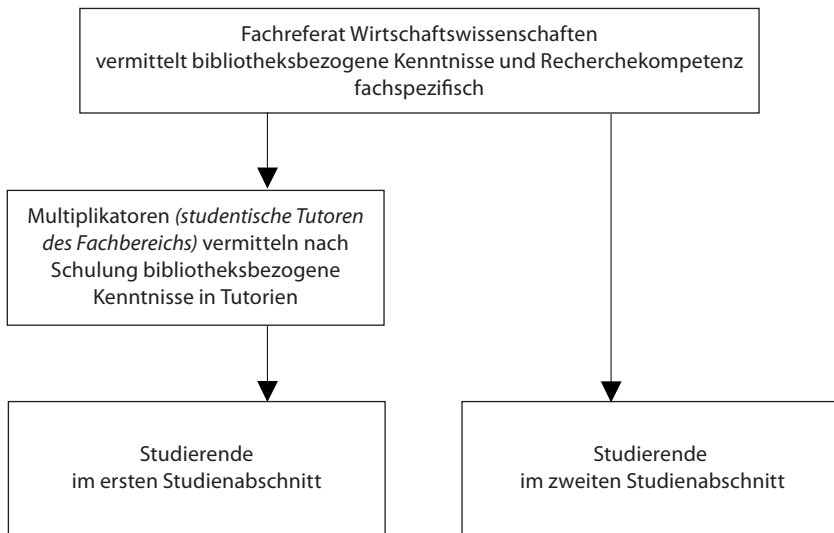 Fachreferat Wirtschaftswissenschaften
vermittelt bibliotheksbezogene Kenntnisse und Recherchekompetenz
fachspezifisch
Multiplikatoren (studentische Tutoren
des Fachbereichs) vermitteln nach
Schulung bibliotheksbezogene
Kenntnisse in Tutorien
Studierende
im ersten Studienabschnitt
Studierende
im zweiten Studienabschnitt